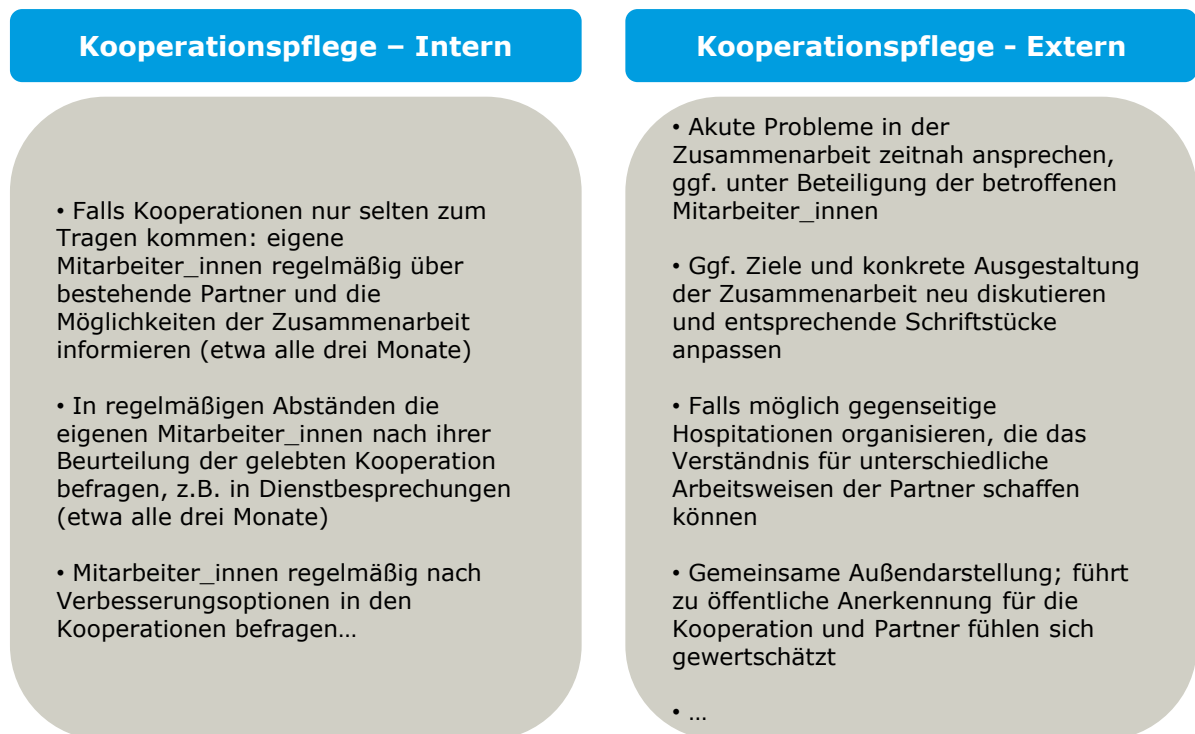 Kooperationspflege – Intern
• Falls Kooperationen nur selten zum
Tragen kommen: eigene
Mitarbeiter_innen regelmäßig über
bestehende Partner und die
Möglichkeiten der Zusammenarbeit
informieren (etwa alle drei Monate)
• In regelmäßigen Abständen die
eigenen Mitarbeiter_innen nach ihrer
Beurteilung der gelebten Kooperation
befragen, z.B. in Dienstbesprechungen
(etwa alle drei Monate)
• Mitarbeiter_innen regelmäßig nach
Verbesserungsoptionen in den
Kooperationen befragen…
Kooperationspflege - Extern
• Akute Probleme in der
Zusammenarbeit zeitnah ansprechen,
ggf. unter Beteiligung der betroffenen
Mitarbeiter_innen
• Ggf. Ziele und konkrete Ausgestaltung
der Zusammenarbeit neu diskutieren
und entsprechende Schriftstücke
anpassen
• Falls möglich gegenseitige
Hospitationen organisieren, die das
Verständnis für unterschiedliche
Arbeitsweisen der Partner schaffen
können
• Gemeinsame Außendarstellung; führt
zu öffentliche Anerkennung für die
Kooperation und Partner fühlen sich
gewertschätzt
• …